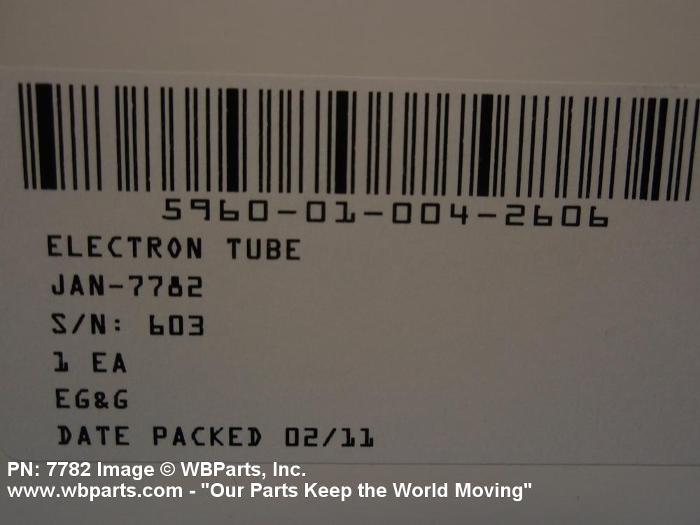 5960-01-004-2606
ELECTRON TUBE
JAN-7782
S/N: 603
1 EA
EG&G
DATE PACKED 02/11
PN: 7782 Image © WBParts, Inc.
www.wbparts.com - "Our Parts Keep the World Moving"